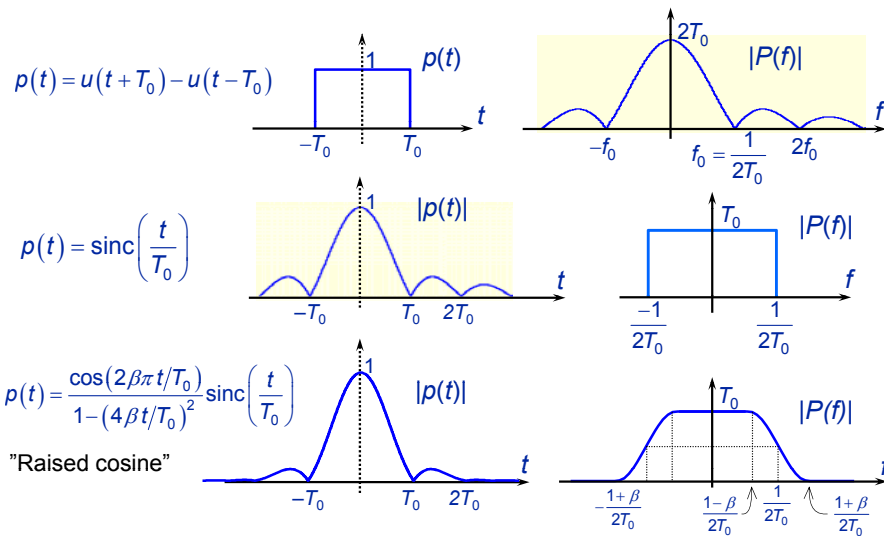 p(t) = u(t + T₀) − u(t − T₀)
1
p(t)
t
−T₀
T₀
2T₀
|P(f)|
f
−f₀
f₀ = 1/(2T₀)
2f₀
p(t) = sinc(t/T₀)
1
|p(t)|
t
−T₀
T₀
2T₀
T₀
|P(f)|
f
−1/(2T₀)
1/(2T₀)
p(t) = cos(2βπt/T₀)/(1−(4βt/T₀)²) sinc(t/T₀)
"Raised cosine"
1
|p(t)|
t
−T₀
T₀
2T₀
T₀
|P(f)|
f
−(1+β)/(2T₀)
(1−β)/(2T₀)
1/(2T₀)
(1+β)/(2T₀)